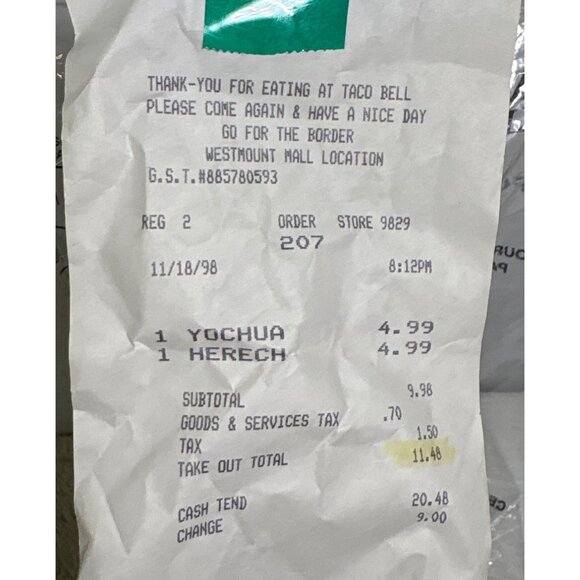 THANK-YOU FOR EATING AT TACO BELL
PLEASE COME AGAIN & HAVE A NICE DAY
GO FOR THE BORDER
WESTMOUNT MALL LOCATION
G.S.T.#885780593
REG 2 ORDER STORE 9829
207
11/18/98 8:12PM
1 YOCHUA 4.99
1 HERECH 4.99
SUBTOTAL 9.98
GOODS & SERVICES TAX .70
TAX 1.50
TAKE OUT TOTAL 11.48
CASH TEND 20.48
CHANGE 9.00